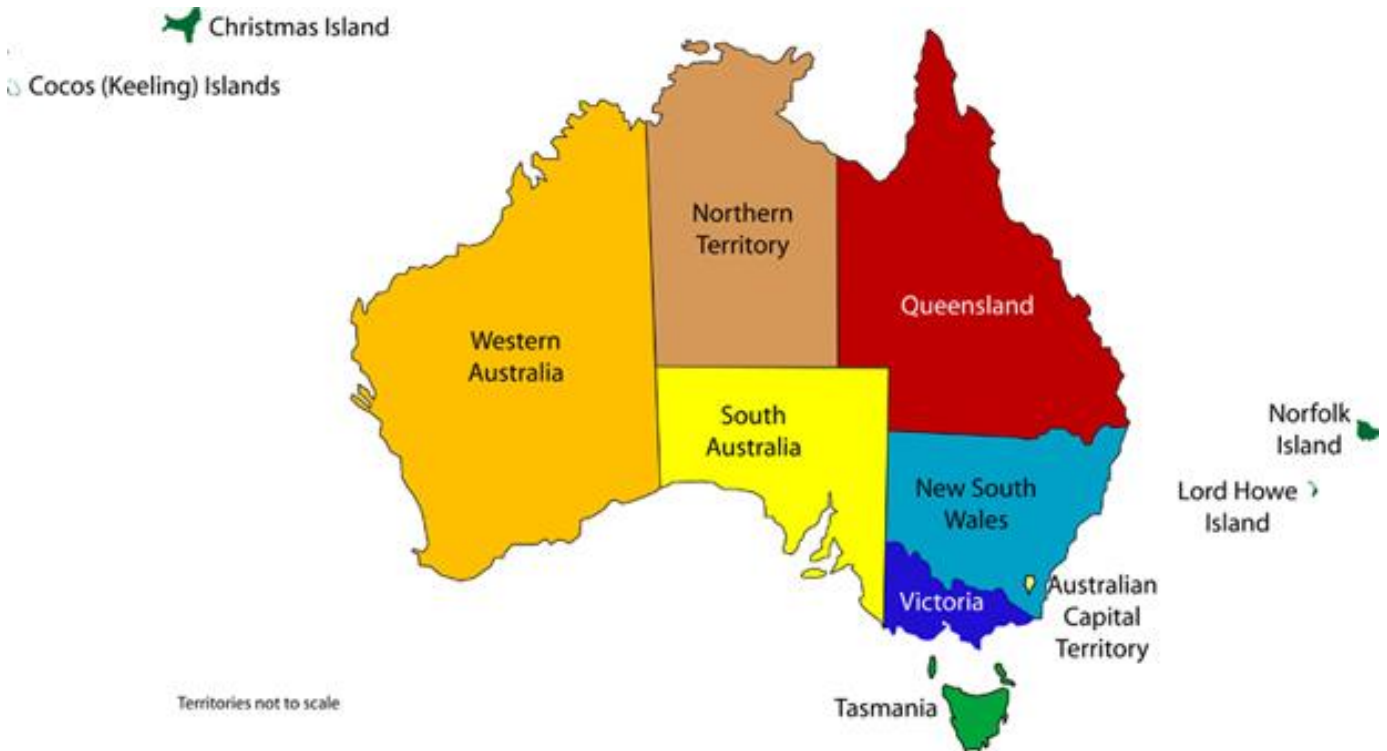 Christmas Island
Cocos (Keeling) Islands
Northern
Territory
Queensland
Western
Australia
South
Australia
Norfolk
Island
New South
Wales
Lord Howe
Island
Victoria
Australian
Capital
Territory
Tasmania
Territories not to scale